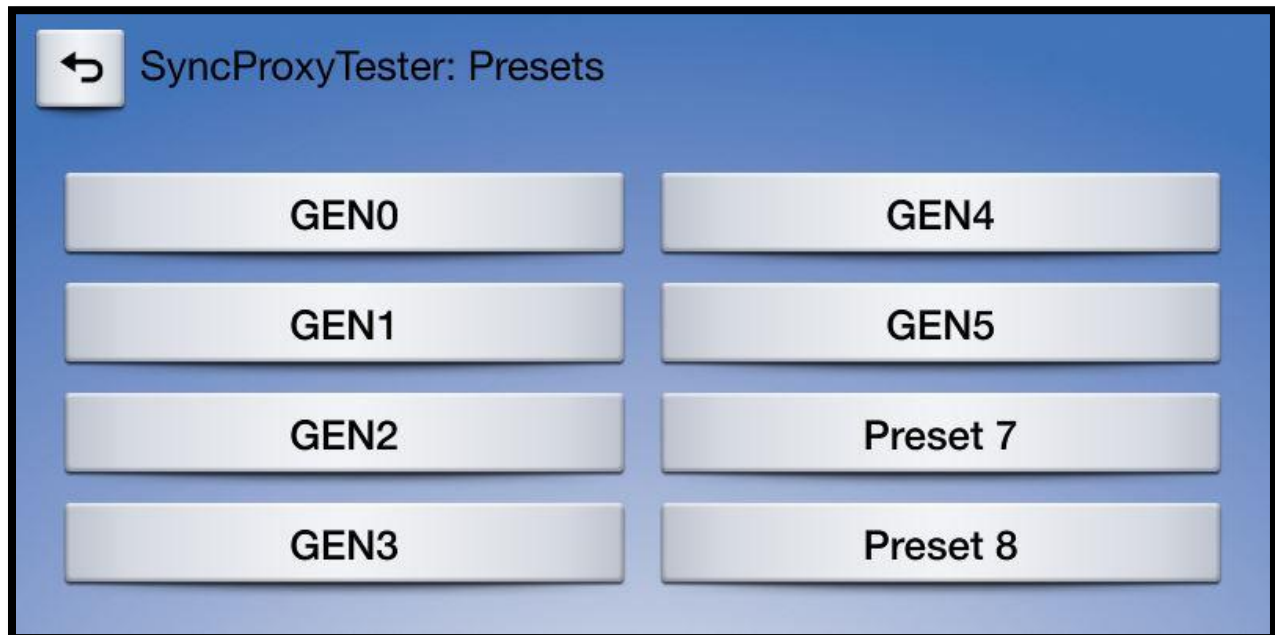 SyncProxyTester: Presets
GEN0
GEN4
GEN1
GEN5
GEN2
Preset 7
GEN3
Preset 8